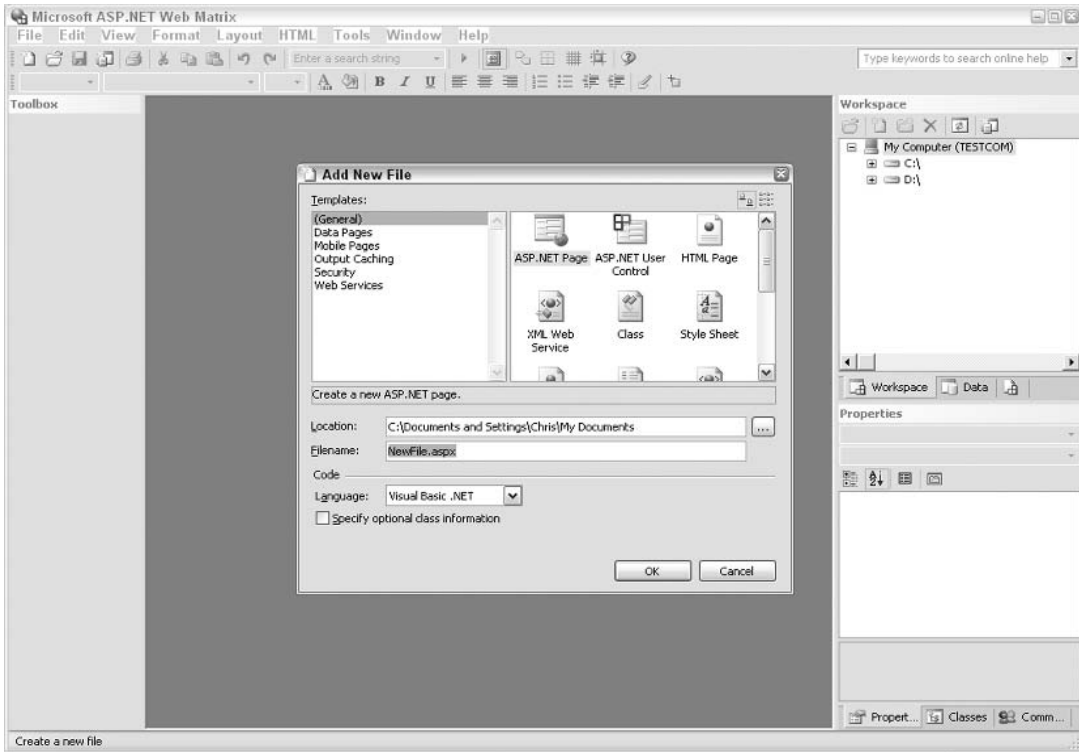 Microsoft ASP.NET Web Matrix
File Edit View Format Layout HTML Tools Window Help
Enter a search string
Type keywords to search online help
Toolbox
Workspace
My Computer (TESTCOM)
C:\
D:\
Add New File
Templates:
(General)
Data Pages
Mobile Pages
Output Caching
Security
Web Services
ASP.NET Page
ASP.NET User Control
HTML Page
XML Web Service
Class
Style Sheet
Create a new ASP.NET page.
Location: C:\Documents and Settings\Chris\My Documents ...
Filename: NewFile.aspx
Code
Language: Visual Basic .NET
Specify optional class information
OK Cancel
Workspace Data
Properties
Propert... Classes Comm...
Create a new file